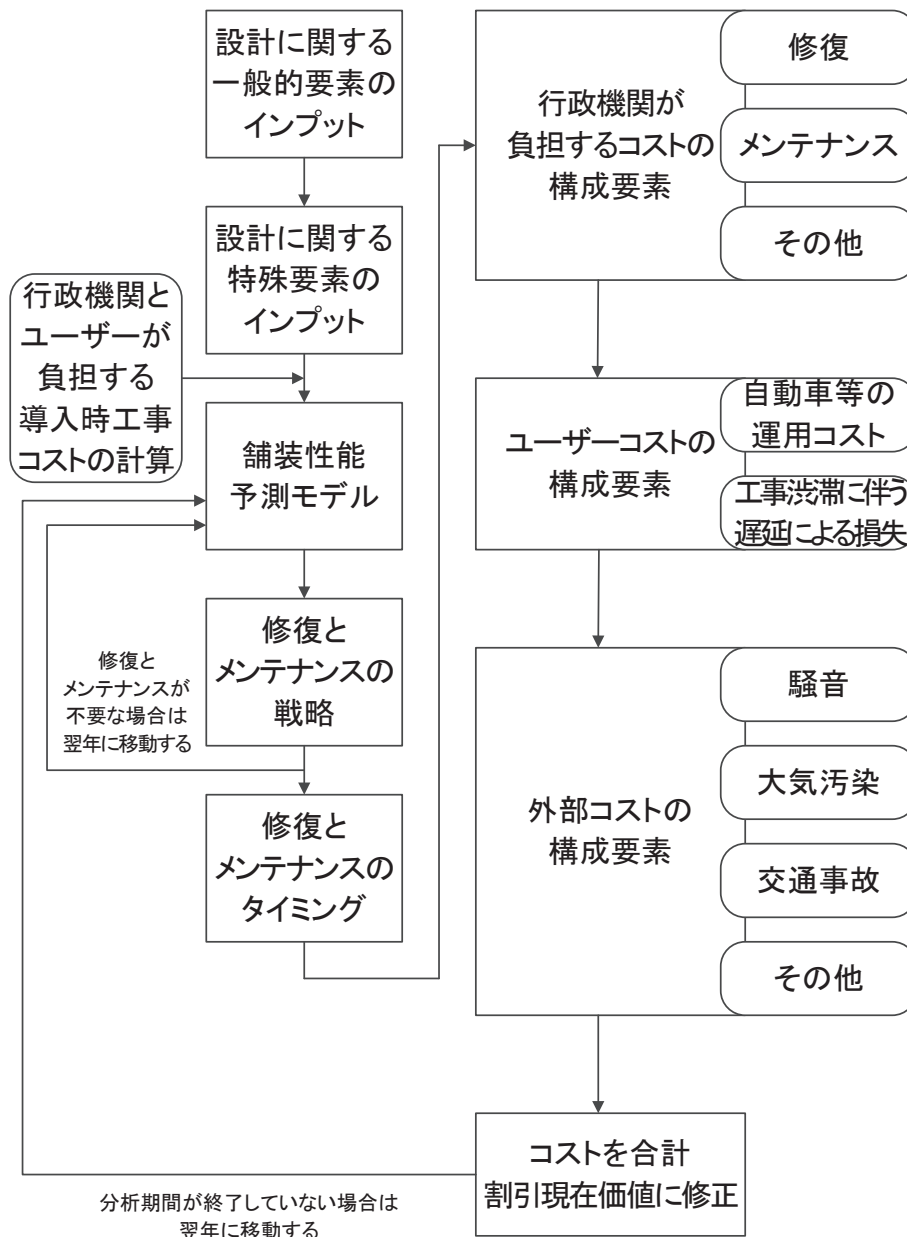 設計に関する
一般的要素の
インプット
設計に関する
特殊要素の
インプット
行政機関と
ユーザーが
負担する
導入時工事
コストの計算
舗装性能
予測モデル
修復と
メンテナンスの
戦略
修復と
メンテナンスが
不要な場合は
翌年に移動する
修復と
メンテナンスの
タイミング
行政機関が
負担するコストの
構成要素
修復
メンテナンス
その他
ユーザーコストの
構成要素
自動車等の
運用コスト
工事渋滞に伴う
遅延による損失
外部コストの
構成要素
騒音
大気汚染
交通事故
その他
コストを合計
割引現在価値に修正
分析期間が終了していない場合は
翌年に移動する